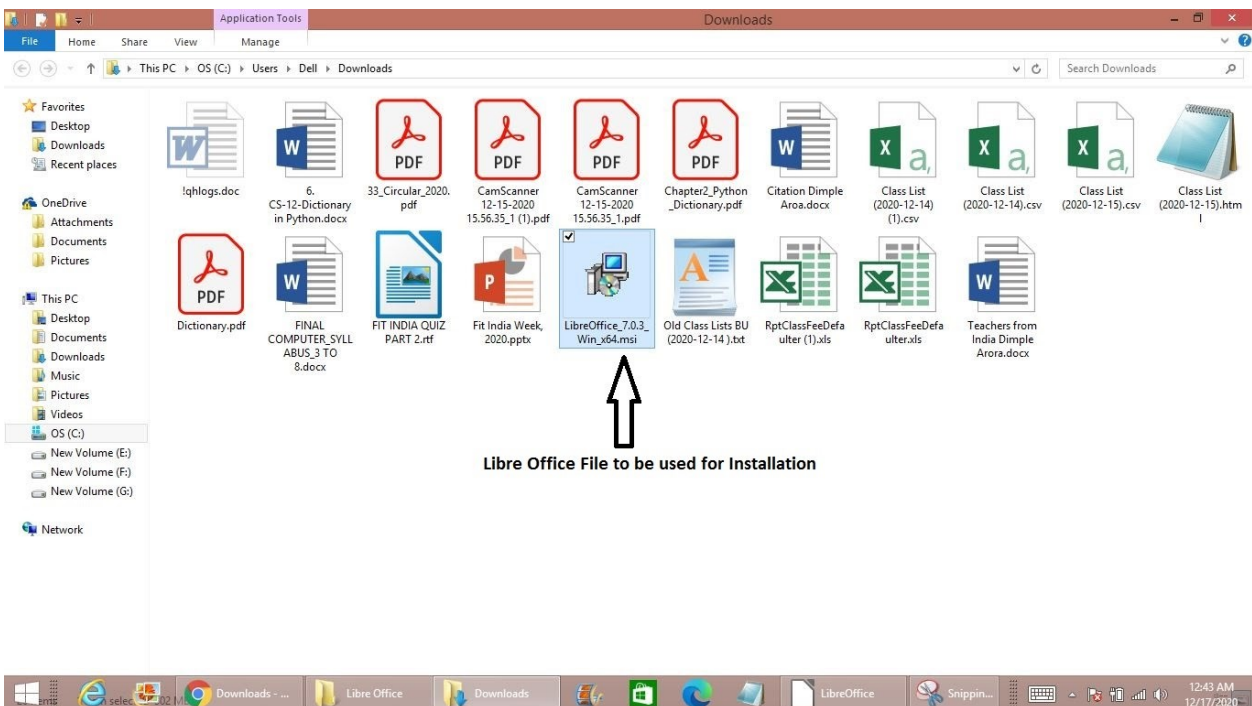 Application Tools
Downloads
File Home Share View Manage
This PC OS (C:) Users Dell Downloads
Search Downloads
Favorites
Desktop
Downloads
Recent places
OneDrive
Attachments
Documents
Pictures
This PC
Desktop
Documents
Downloads
Music
Pictures
Videos
OS (C:)
New Volume (E:)
New Volume (F:)
New Volume (G:)
Network
!qhlogs.doc
6.
CS-12-Dictionary
in Python.docx
33_Circular_2020.
pdf
CamScanner
12-15-2020
15.56.35_1 (1).pdf
CamScanner
12-15-2020
15.56.35_1.pdf
Chapter2_Python
_Dictionary.pdf
Citation Dimple
Aroa.docx
Class List
(2020-12-14)
(1).csv
Class List
(2020-12-14).csv
Class List
(2020-12-15).csv
Class List
(2020-12-15).htm
l
Dictionary.pdf
FINAL
COMPUTER_SYLL
ABUS_3 TO
8.docx
FIT INDIA QUIZ
PART 2.rtf
Fit India Week,
2020.pptx
LibreOffice_7.0.3_
Win_x64.msi
Old Class Lists BU
(2020-12-14 ).txt
RptClassFeeDefa
ulter (1).xls
RptClassFeeDefa
ulter.xls
Teachers from
India Dimple
Arora.docx
Libre Office File to be used for Installation
Downloads - ...
Libre Office
Downloads
LibreOffice
Snippin...
12:43 AM
12/17/2020